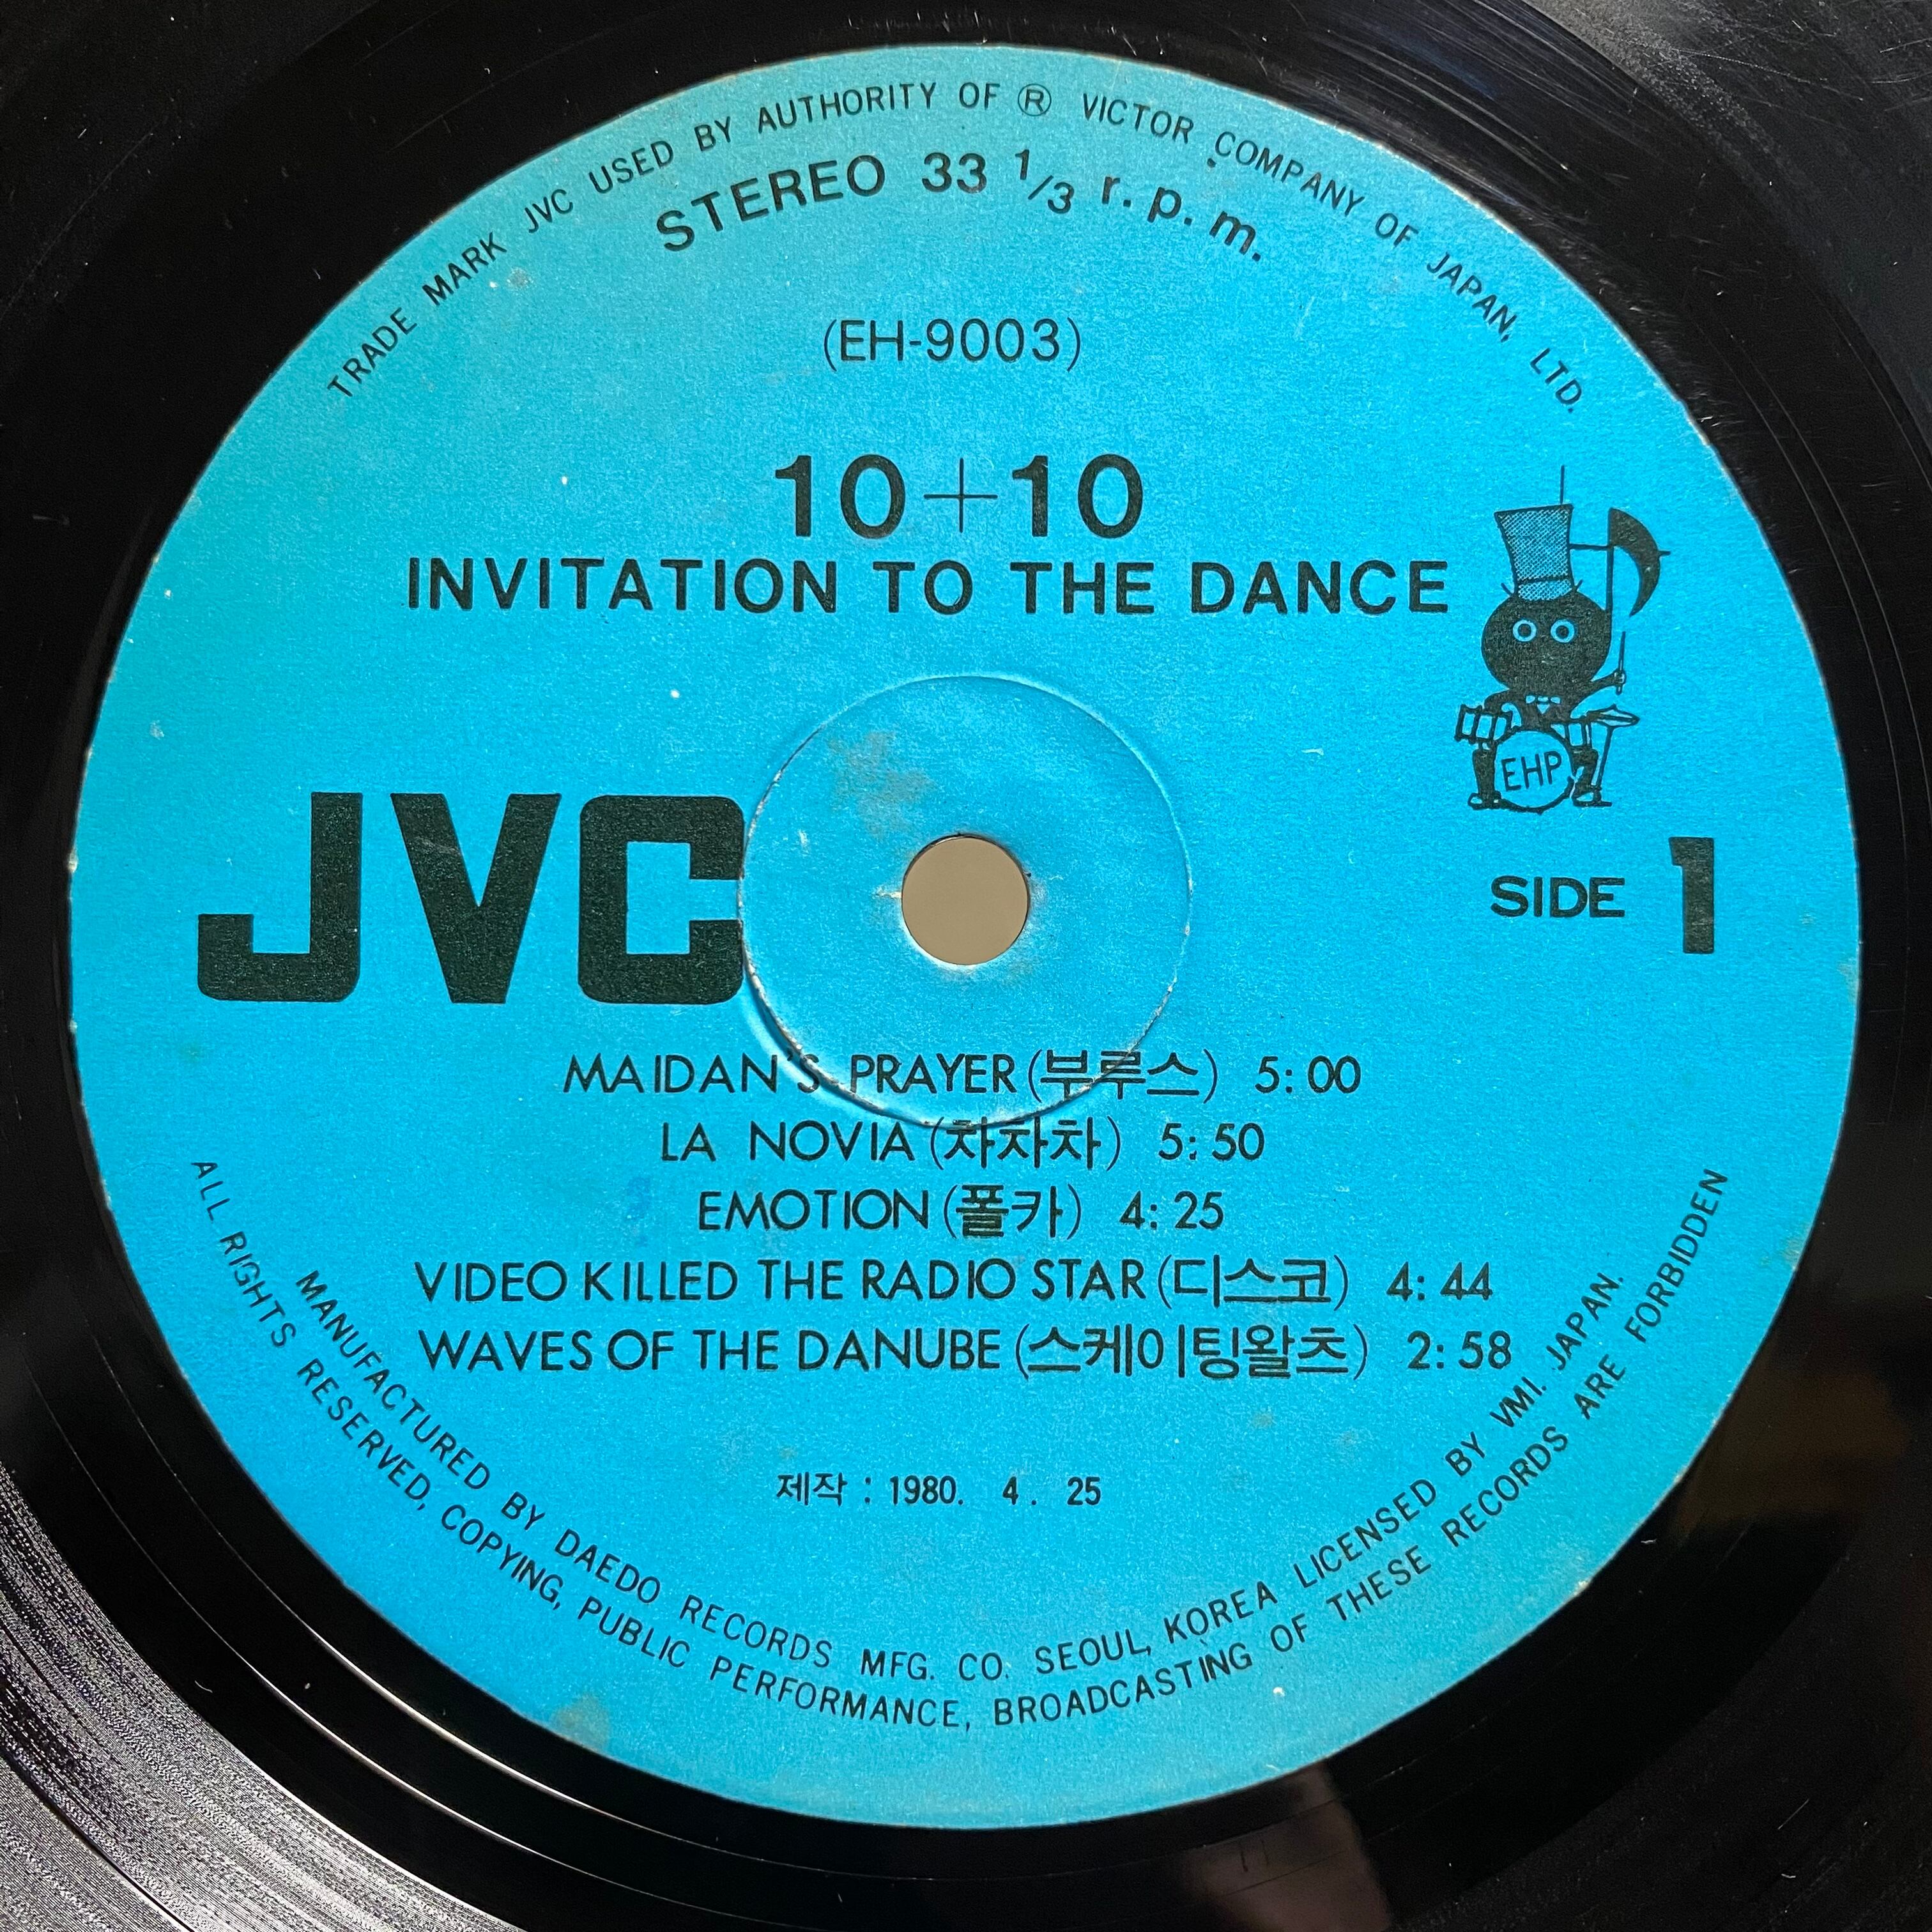 TRADE MARK JVC USED BY AUTHORITY OF ® VICTOR COMPANY OF JAPAN, LTD.
STEREO 33 1/3 r.p.m.
(EH-9003)
10+10
INVITATION TO THE DANCE
EHP
JVC
SIDE 1
MAIDAN'S PRAYER (부루스) 5:00
LA NOVIA (차차차) 5:50
EMOTION (폴카) 4:25
VIDEO KILLED THE RADIO STAR (디스코) 4:44
WAVES OF THE DANUBE (스케이팅왈츠) 2:58
제작 : 1980. 4. 25
MANUFACTURED BY DAEDO RECORDS MFG. CO. SEOUL, KOREA LICENSED BY VMI. JAPAN.
ALL RIGHTS RESERVED, COPYING, PUBLIC PERFORMANCE, BROADCASTING OF THESE RECORDS ARE FORBIDDEN